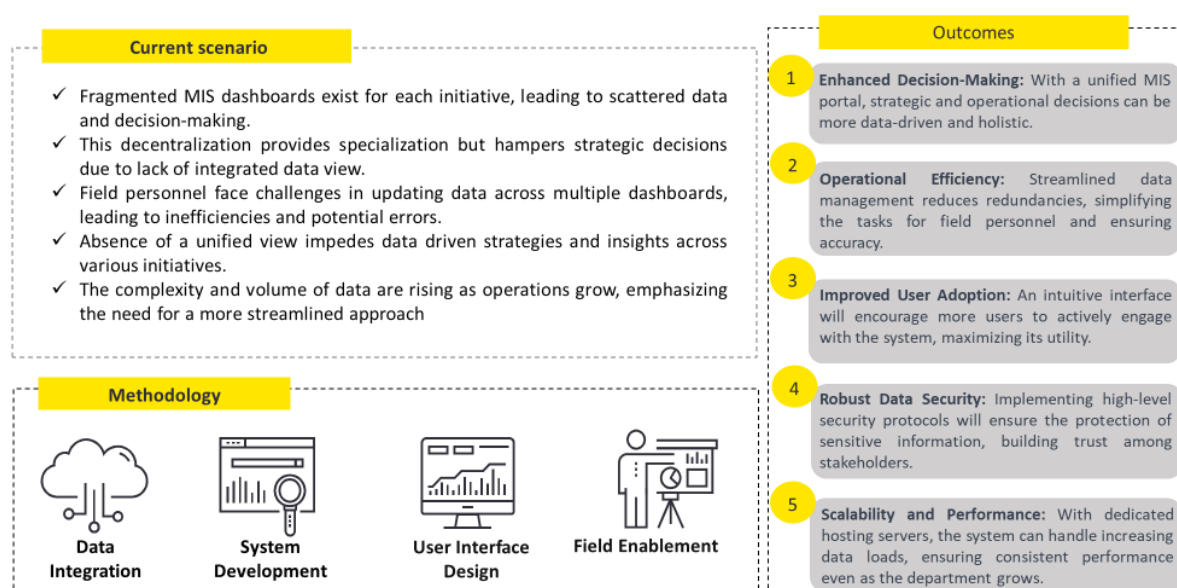 Current scenario
✓ Fragmented MIS dashboards exist for each initiative, leading to scattered data
and decision-making.
✓ This decentralization provides specialization but hampers strategic decisions
due to lack of integrated data view.
✓ Field personnel face challenges in updating data across multiple dashboards,
leading to inefficiencies and potential errors.
✓ Absence of a unified view impedes data driven strategies and insights across
various initiatives.
✓ The complexity and volume of data are rising as operations grow, emphasizing
the need for a more streamlined approach
Methodology
Data
Integration
System
Development
User Interface
Design
Field Enablement
Outcomes
1
Enhanced Decision-Making: With a unified MIS
portal, strategic and operational decisions can be
more data-driven and holistic.
2
Operational Efficiency: Streamlined data
management reduces redundancies, simplifying
the tasks for field personnel and ensuring
accuracy.
3
Improved User Adoption: An intuitive interface
will encourage more users to actively engage
with the system, maximizing its utility.
4
Robust Data Security: Implementing high-level
security protocols will ensure the protection of
sensitive information, building trust among
stakeholders.
5
Scalability and Performance: With dedicated
hosting servers, the system can handle increasing
data loads, ensuring consistent performance
even as the department grows.